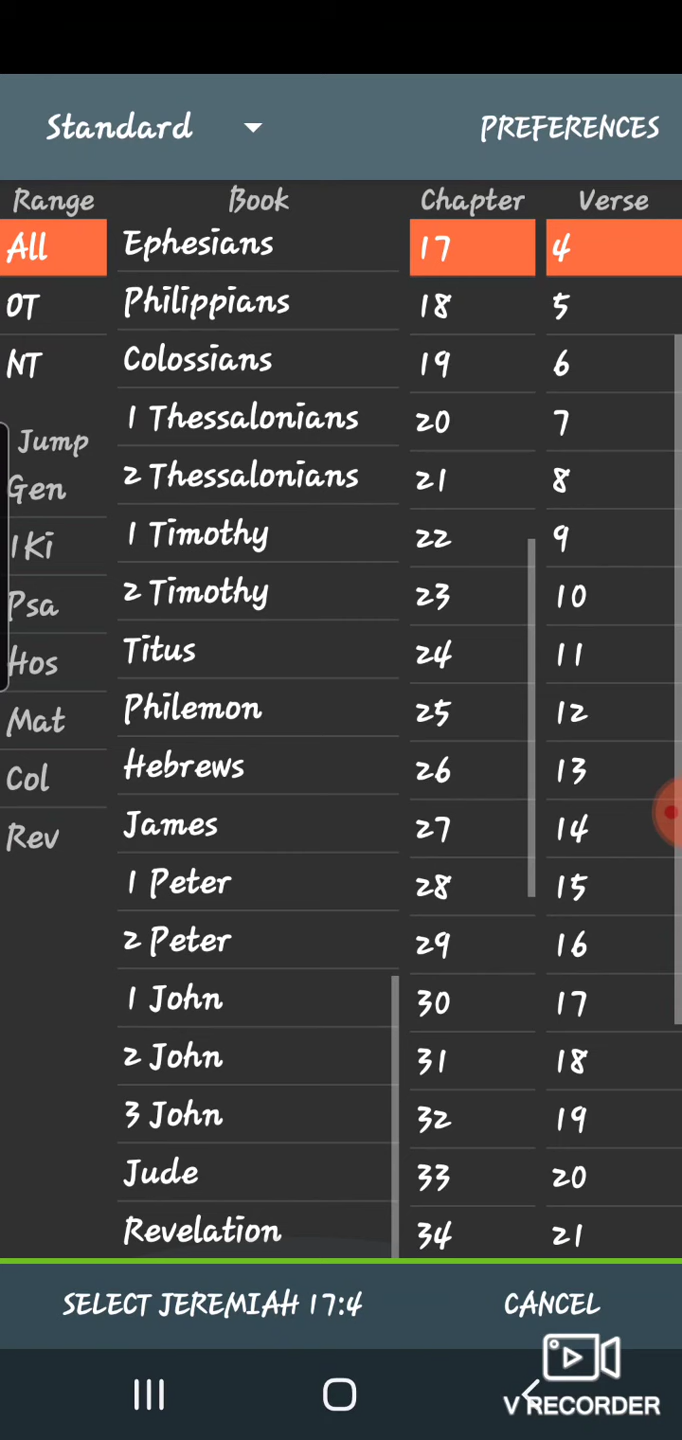 Standard PREFERENCES
Range Book Chapter Verse
All Ephesians 17 4
OT Philippians 18 5
NT Colossians 19 6
1 Thessalonians 20 7
Jump
Gen 2 Thessalonians 21 8
1Ki 1 Timothy 22 9
Psa 2 Timothy 23 10
Hos Titus 24 11
Mat Philemon 25 12
Col Hebrews 26 13
Rev James 27 14
1 Peter 28 15
2 Peter 29 16
1 John 30 17
2 John 31 18
3 John 32 19
Jude 33 20
Revelation 34 21
SELECT JEREMIAH 17:4 CANCEL
V RECORDER